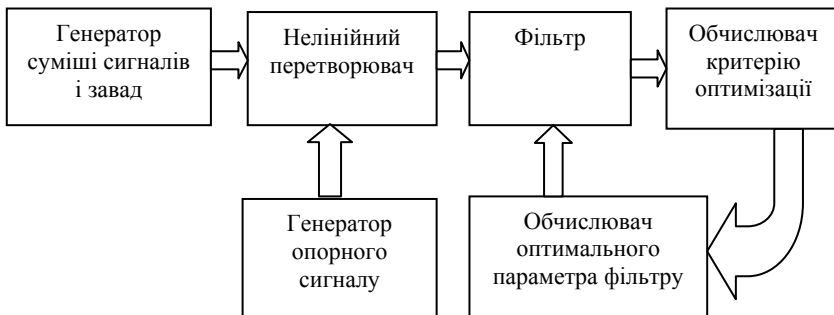 Генератор
суміші сигналів
і завад
Нелінійний
перетворювач
Фільтр
Обчислювач
критерію
оптимізації
Генератор
опорного
сигналу
Обчислювач
оптимального
параметра фільтру